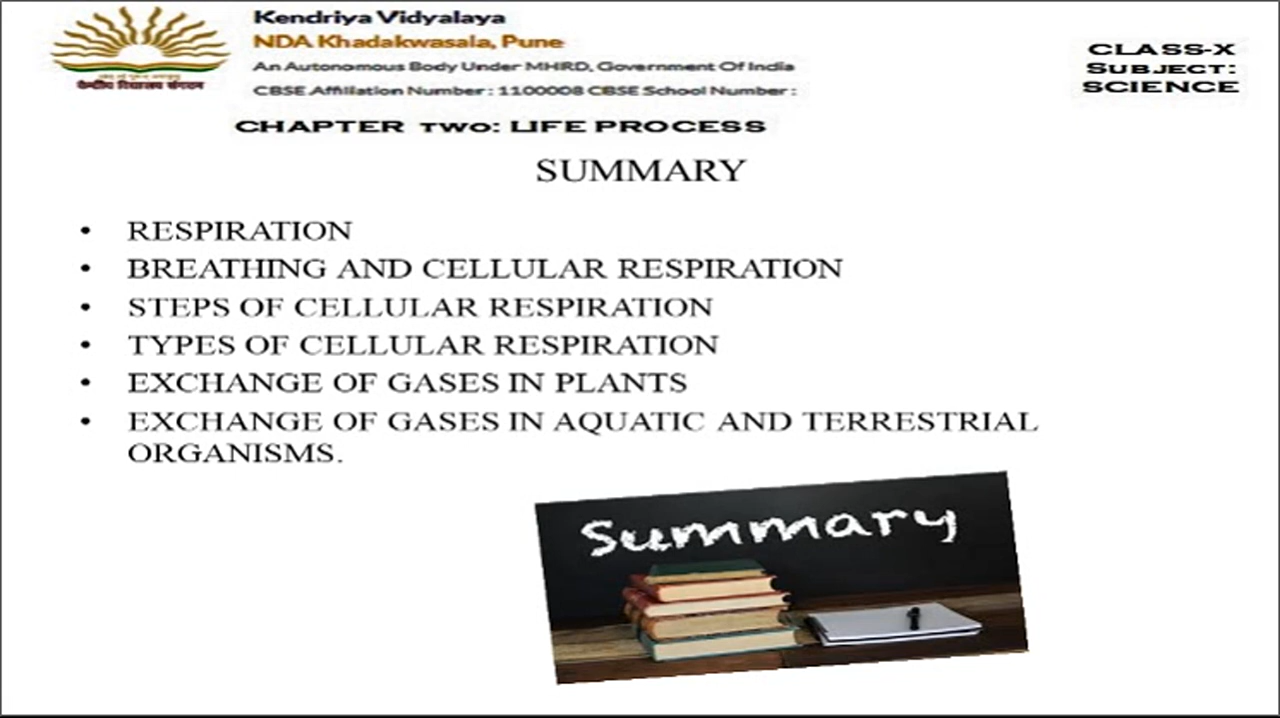 Kendriya Vidyalaya
NDA Khadakwasala, Pune
An Autonomous Body Under MHRD, Government Of India
CBSE Affiliation Number : 1100008 CBSE School Number :
केन्द्रीय विद्यालय संगठन
CLASS-X
SUBJECT:
SCIENCE
CHAPTER TWO: LIFE PROCESS
SUMMARY
• RESPIRATION
• BREATHING AND CELLULAR RESPIRATION
• STEPS OF CELLULAR RESPIRATION
• TYPES OF CELLULAR RESPIRATION
• EXCHANGE OF GASES IN PLANTS
• EXCHANGE OF GASES IN AQUATIC AND TERRESTRIAL
ORGANISMS.
Summary